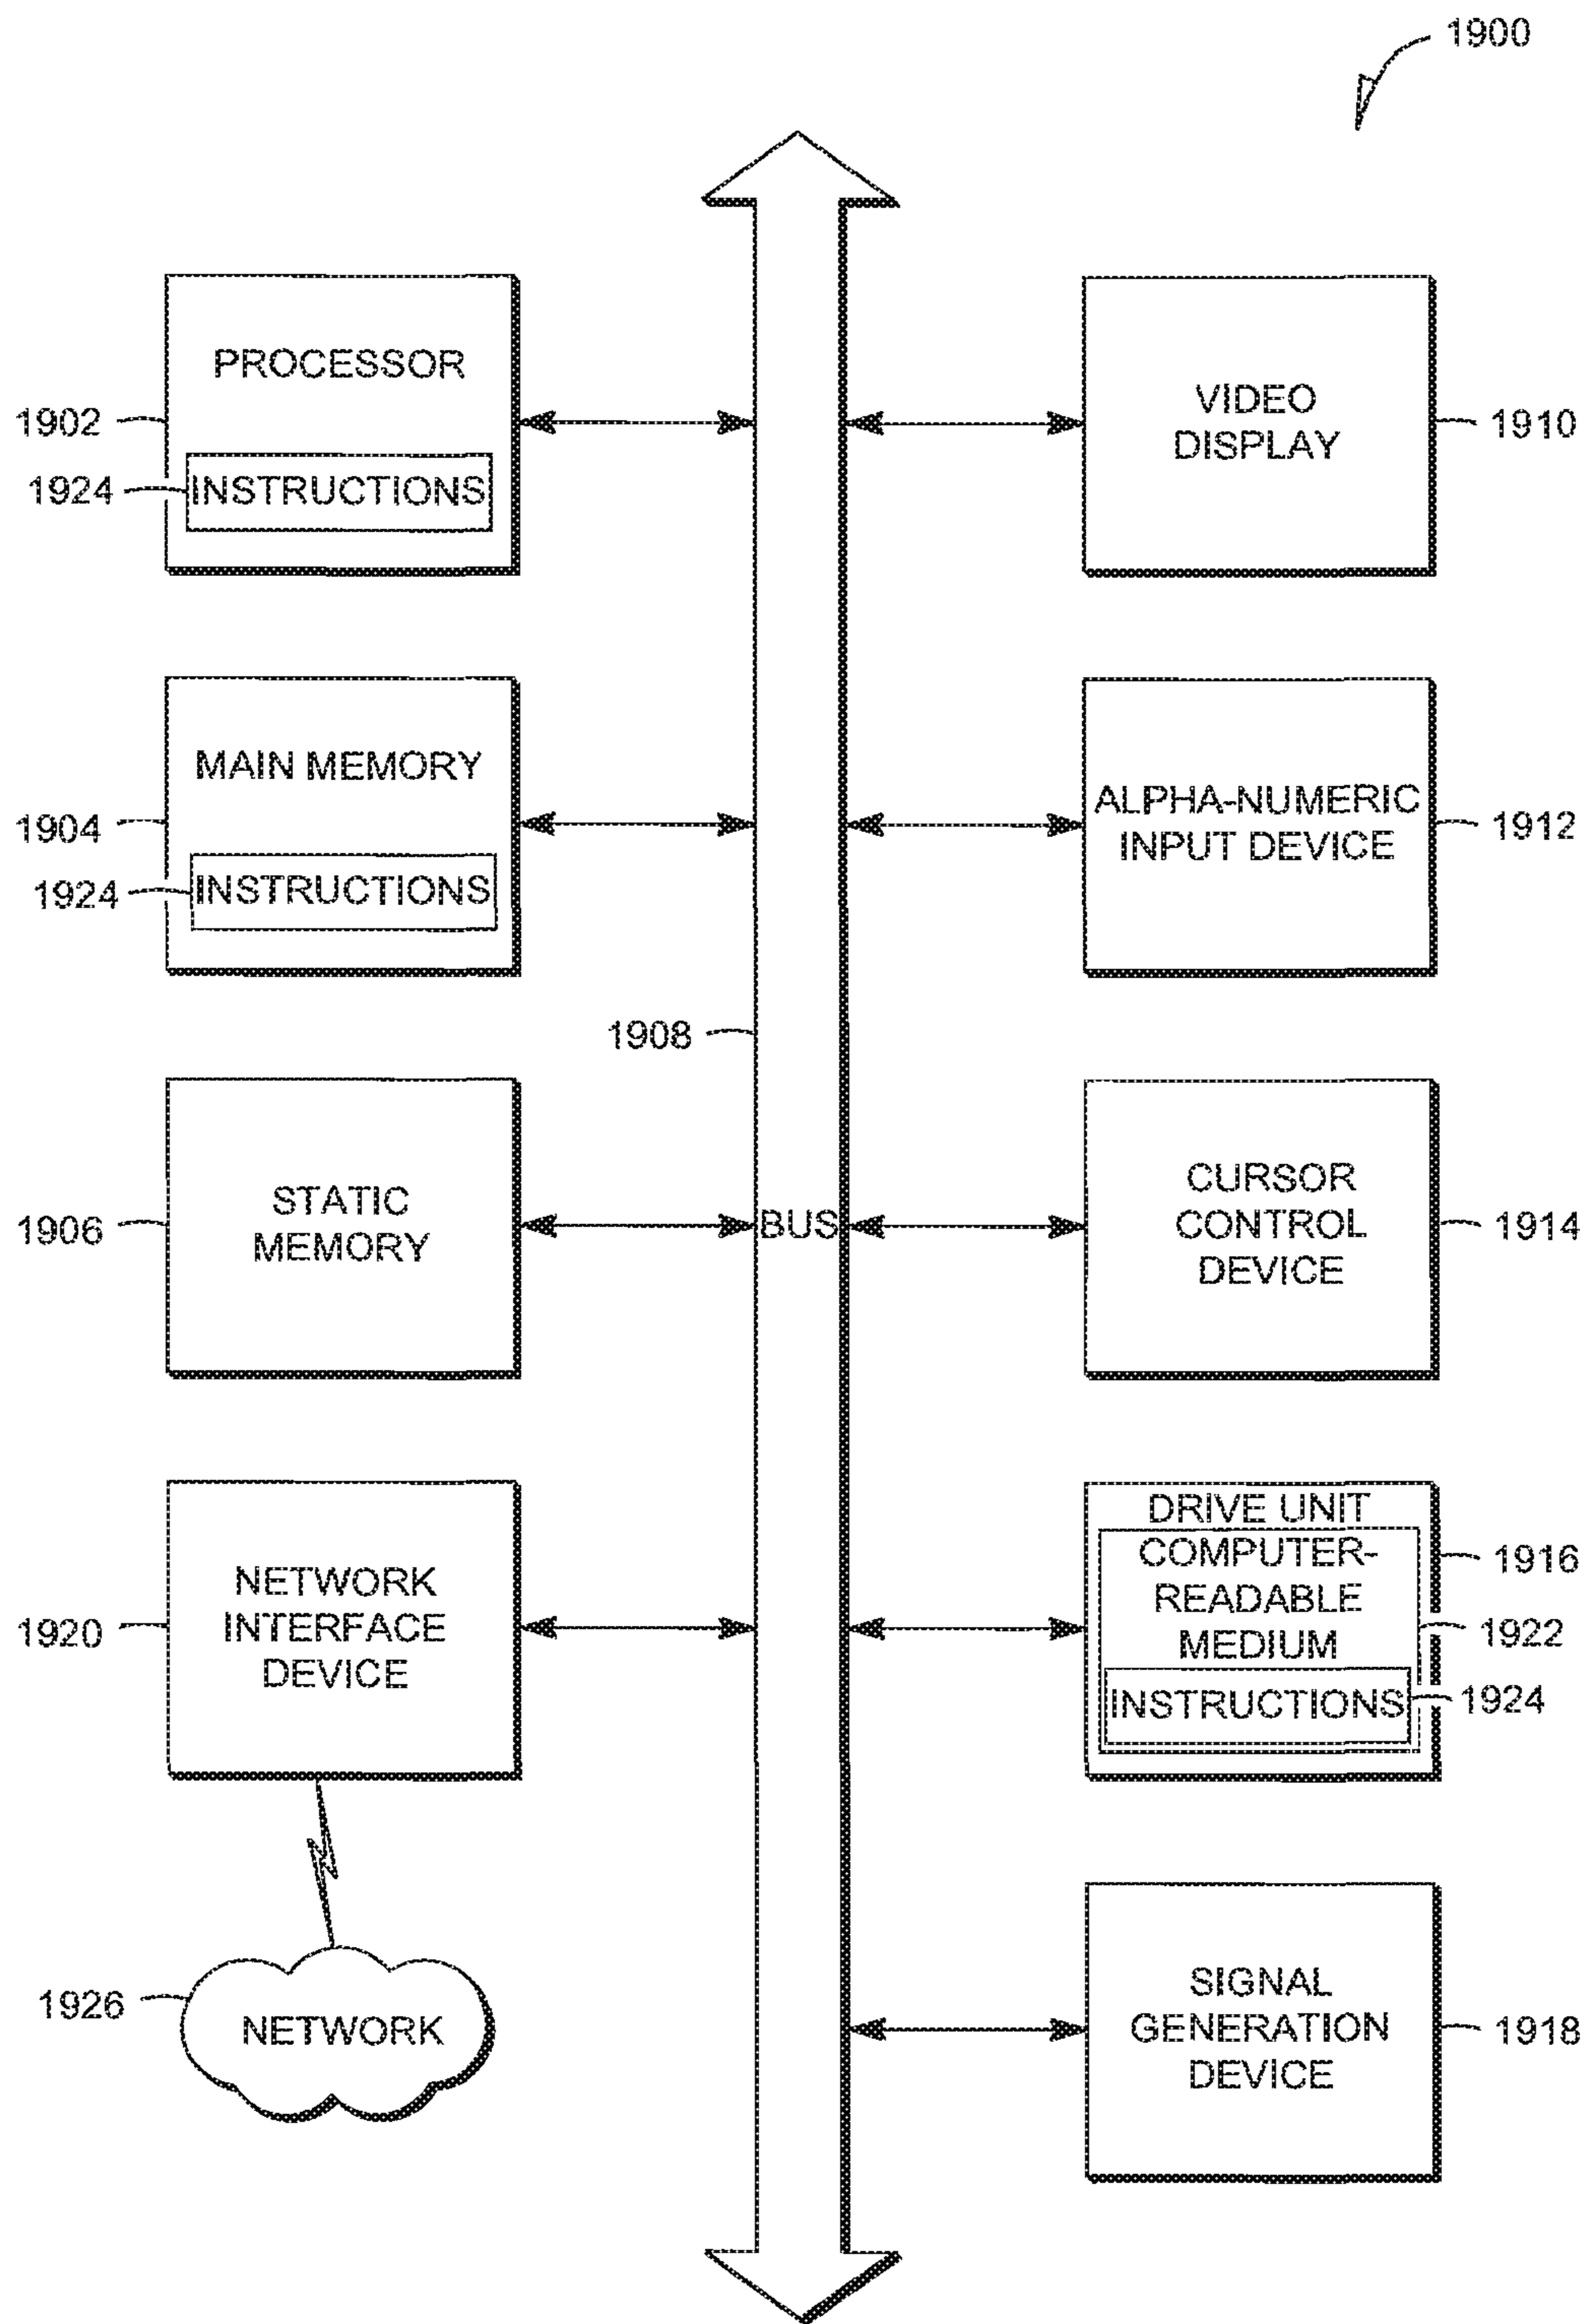 1900
PROCESSOR
1902
1924
INSTRUCTIONS
VIDEO
DISPLAY
1910
MAIN MEMORY
1904
1924
INSTRUCTIONS
ALPHA-NUMERIC
INPUT DEVICE
1912
1908
STATIC
MEMORY
1906
BUS
CURSOR
CONTROL
DEVICE
1914
NETWORK
INTERFACE
DEVICE
1920
DRIVE UNIT
COMPUTER-
READABLE
MEDIUM
INSTRUCTIONS
1916
1922
1924
1926
NETWORK
SIGNAL
GENERATION
DEVICE
1918